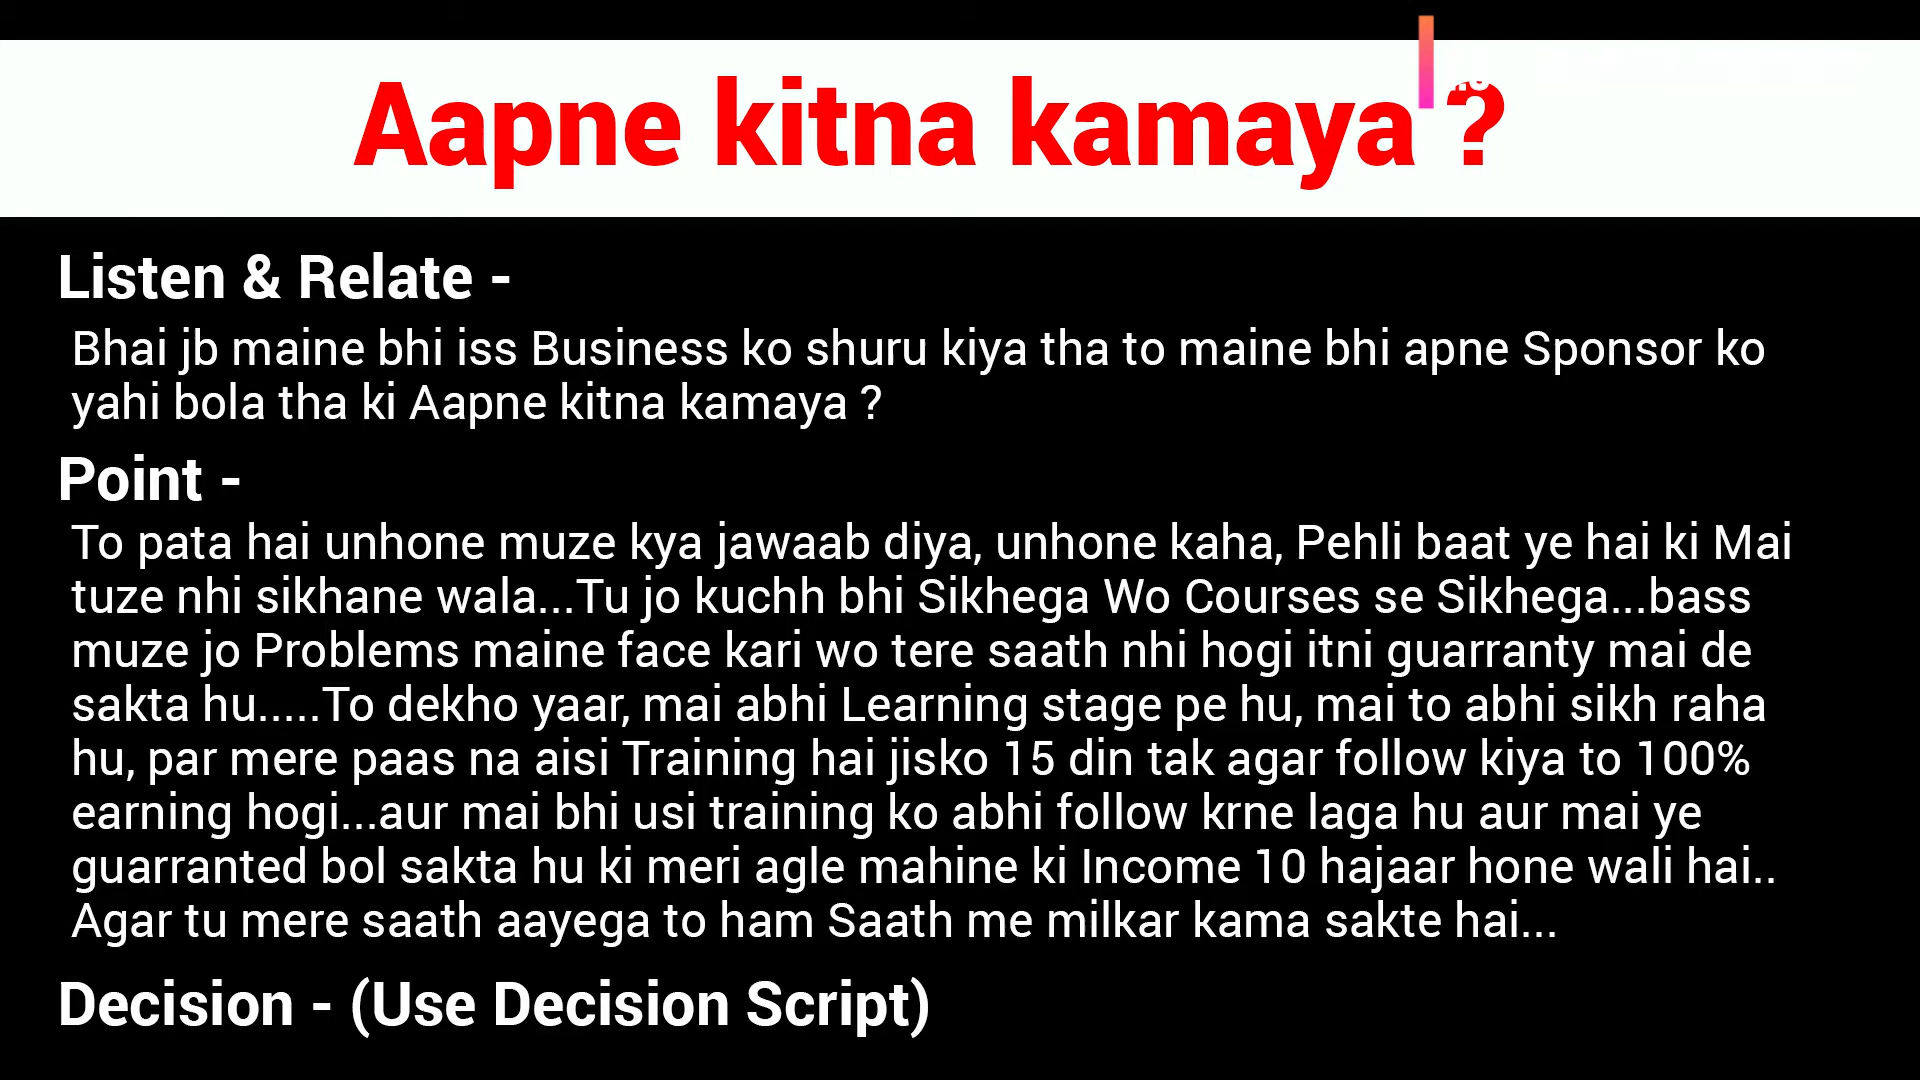 Aapne kitna kamaya ?
Listen & Relate -
Bhai jb maine bhi iss Business ko shuru kiya tha to maine bhi apne Sponsor ko
yahi bola tha ki Aapne kitna kamaya ?
Point -
To pata hai unhone muze kya jawaab diya, unhone kaha, Pehli baat ye hai ki Mai
tuze nhi sikhane wala...Tu jo kuchh bhi Sikhega Wo Courses se Sikhega...bass
muze jo Problems maine face kari wo tere saath nhi hogi itni guarranty mai de
sakta hu.....To dekho yaar, mai abhi Learning stage pe hu, mai to abhi sikh raha
hu, par mere paas na aisi Training hai jisko 15 din tak agar follow kiya to 100%
earning hogi...aur mai bhi usi training ko abhi follow krne laga hu aur mai ye
guarranted bol sakta hu ki meri agle mahine ki Income 10 hajaar hone wali hai..
Agar tu mere saath aayega to ham Saath me milkar kama sakte hai...
Decision - (Use Decision Script)